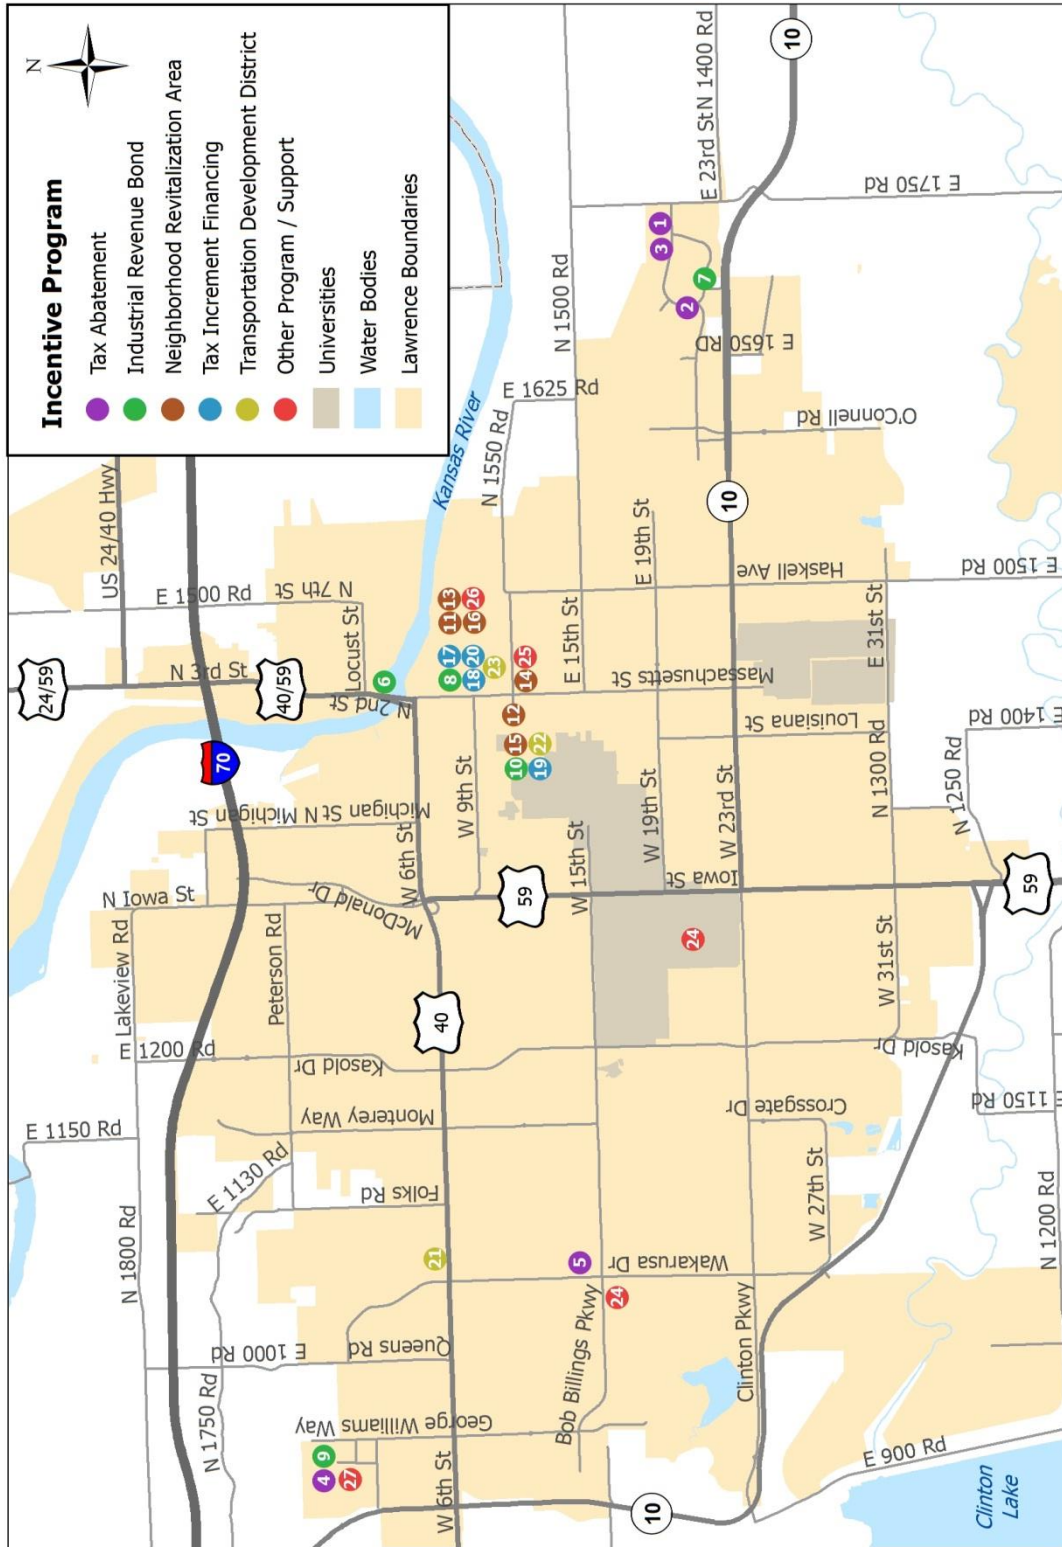 Incentive Program
N
Tax Abatement
Industrial Revenue Bond
Neighborhood Revitalization Area
Tax Increment Financing
Transportation Development District
Other Program / Support
Universities
Water Bodies
Lawrence Boundaries
N 1800 Rd
E 1150 Rd
E 1200 Rd
Lakeview Rd
N Iowa St
N Michigan St
Michigan St
70
24/59
N 3rd St
40/59
E 1500 Rd
US 24/40 Hwy
N 7th St
Locust St
N 2nd St
6
Kansas River
N 1750 Rd
E 1000 Rd
Queens Rd
E 1130 Rd
Folks Rd
Monterey Way
Peterson Rd
Kasold Dr
McDonald Dr
W 6th St
4
9
27
George Williams Way
W 6th St
21
40
W 9th St
8
17
18
20
23
11
13
16
26
14
25
12
10
15
19
22
N 1550 Rd
E 1625 Rd
N 1500 Rd
59
W 15th St
E 15th St
Bob Billings Pkwy
5
24
Wakarusa Dr
24
W 19th St
E 19th St
3
1
2
7
E 23rd St
N 1400 Rd
10
E 1750 Rd
E 1650 RD
O'Connell Rd
10
W 23rd St
Iowa St
Massachusetts St
Louisiana St
Haskell Ave
10
Clinton Pkwy
Crossgate Dr
W 27th St
Kasold Dr
W 31st St
E 31st St
N 1300 Rd
N 1250 Rd
E 1400 Rd
E 1500 Rd
E 900 Rd
Clinton
Lake
N 1200 Rd
E 1150 Rd
59